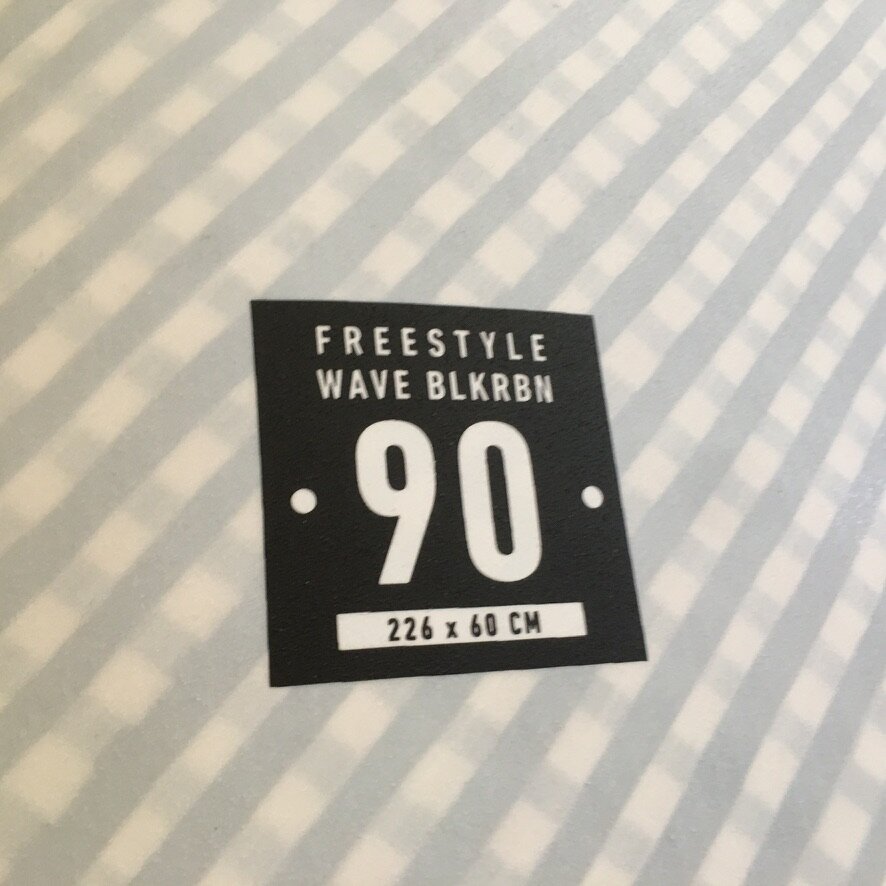 FREESTYLE
WAVE BLKRBN
• 90 •
226 x 60 CM